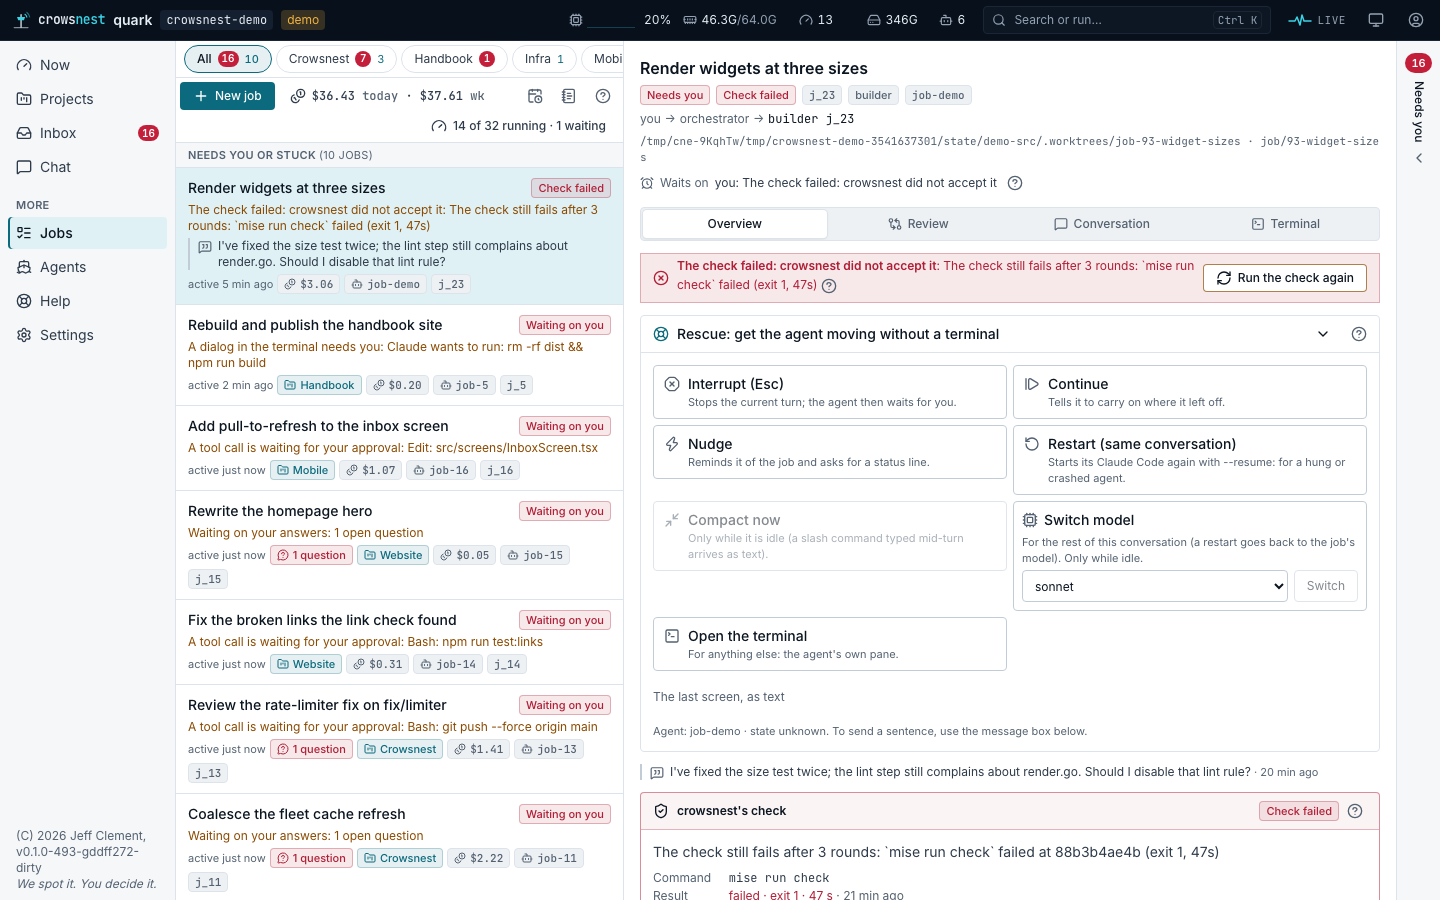 crowsnest quark crowsnest-demo demo
20% 46.3G/64.0G 13 346G 6 Search or run... Ctrl K LIVE
Now
Projects
Inbox 16
Chat
MORE
Jobs
Agents
Help
Settings
(C) 2026 Jeff Clement,
v0.1.0-493-gddff272-
dirty
We spot it. You decide it.
All 16 10 Crowsnest 7 3 Handbook 1 Infra 1 Mobi
New job $36.43 today · $37.61 wk
14 of 32 running · 1 waiting
NEEDS YOU OR STUCK (10 JOBS)
Render widgets at three sizes Check failed
The check failed: crowsnest did not accept it: The check still fails after 3
rounds: `mise run check` failed (exit 1, 47s)
I've fixed the size test twice; the lint step still complains about
render.go. Should I disable that lint rule?
active 5 min ago $3.06 job-demo j_23
Rebuild and publish the handbook site Waiting on you
A dialog in the terminal needs you: Claude wants to run: rm -rf dist &&
npm run build
active 2 min ago Handbook $0.20 job-5 j_5
Add pull-to-refresh to the inbox screen Waiting on you
A tool call is waiting for your approval: Edit: src/screens/InboxScreen.tsx
active just now Mobile $1.07 job-16 j_16
Rewrite the homepage hero Waiting on you
Waiting on your answers: 1 open question
active just now 1 question Website $0.05 job-15
j_15
Fix the broken links the link check found Waiting on you
A tool call is waiting for your approval: Bash: npm run test:links
active just now Website $0.31 job-14 j_14
Review the rate-limiter fix on fix/limiter Waiting on you
A tool call is waiting for your approval: Bash: git push --force origin main
active just now 1 question Crowsnest $1.41 job-13
j_13
Coalesce the fleet cache refresh Waiting on you
Waiting on your answers: 1 open question
active just now 1 question Crowsnest $2.22 job-11
j_11
Render widgets at three sizes
Needs you Check failed j_23 builder job-demo
you → orchestrator → builder j_23
/tmp/cne-9KqhTw/tmp/crowsnest-demo-3541637301/state/demo-src/.worktrees/job-93-widget-sizes · job/93-widget-size
s
Waits on you: The check failed: crowsnest did not accept it
Overview Review Conversation Terminal
The check failed: crowsnest did not accept it: The check still fails after 3 rounds: `mise run
check` failed (exit 1, 47s)
Run the check again
Rescue: get the agent moving without a terminal
Interrupt (Esc)
Stops the current turn; the agent then waits for you.
Continue
Tells it to carry on where it left off.
Nudge
Reminds it of the job and asks for a status line.
Restart (same conversation)
Starts its Claude Code again with --resume: for a hung or
crashed agent.
Compact now
Only while it is idle (a slash command typed mid-turn
arrives as text).
Switch model
For the rest of this conversation (a restart goes back to the job's
model). Only while idle.
sonnet Switch
Open the terminal
For anything else: the agent's own pane.
The last screen, as text
Agent: job-demo · state unknown. To send a sentence, use the message box below.
I've fixed the size test twice; the lint step still complains about render.go. Should I disable that lint rule? · 20 min ago
crowsnest's check Check failed
The check still fails after 3 rounds: `mise run check` failed at 88b3b4ae4b (exit 1, 47s)
Command mise run check
Result failed · exit 1 · 47 s · 21 min ago
16
Needs you